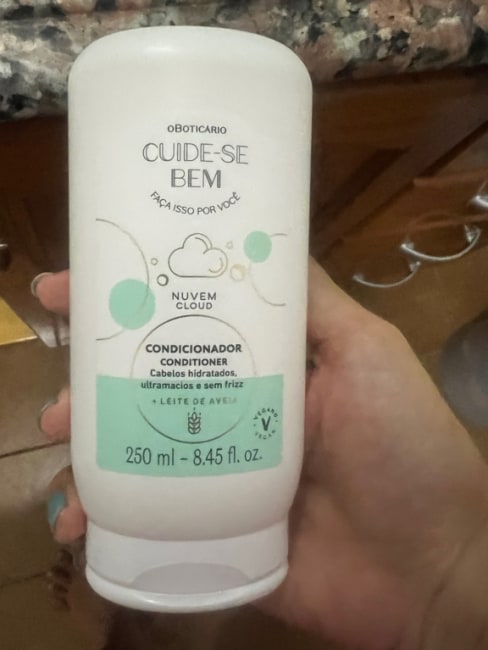 oBOTICÁRIO
CUIDE-SE
BEM
FAÇA ISSO POR VOCÊ
NUVEM
CLOUD
CONDICIONADOR
CONDITIONER
Cabelos hidratados,
ultramacios e sem frizz
+ LEITE DE AVEIA
VEGANO
V
VEGAN
250 ml – 8.45 fl. oz.